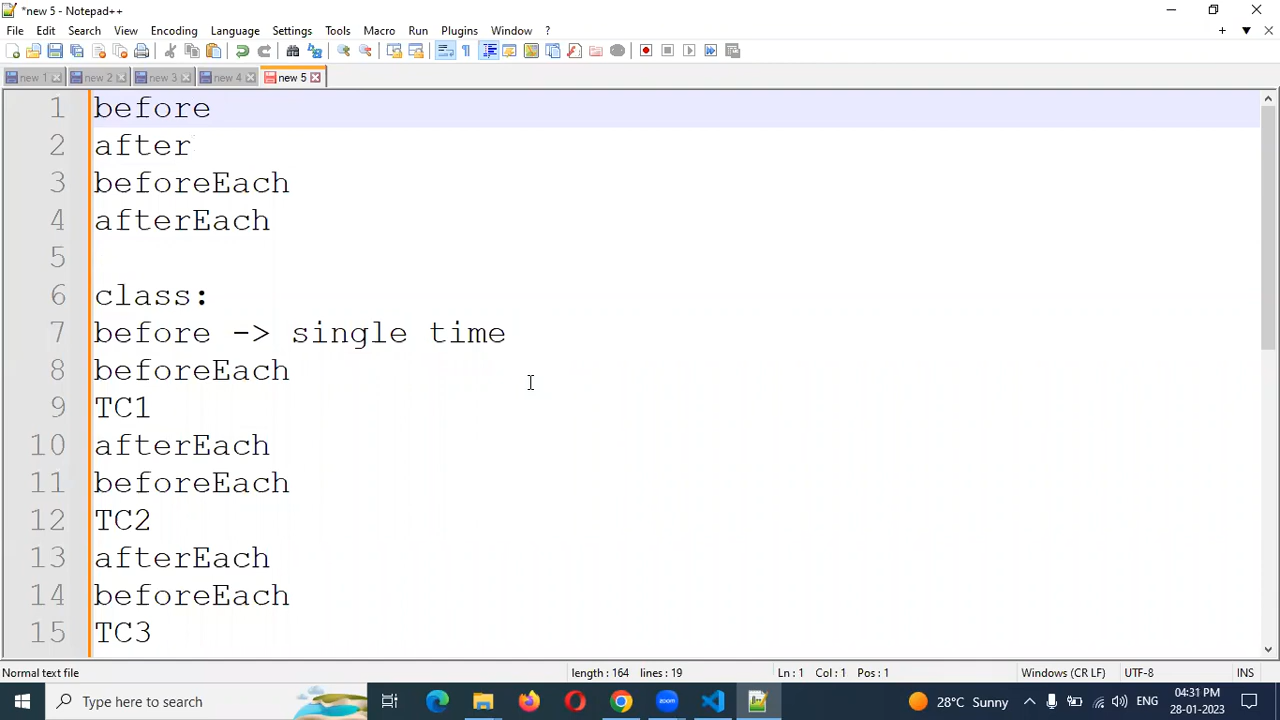 *new 5 - Notepad++
File Edit Search View Encoding Language Settings Tools Macro Run Plugins Window ?
new 1 new 2 new 3 new 4 new 5
1 before
2 after
3 beforeEach
4 afterEach
5
6 class:
7 before -> single time
8 beforeEach
9 TC1
10 afterEach
11 beforeEach
12 TC2
13 afterEach
14 beforeEach
15 TC3
Normal text file length : 164 lines : 19 Ln : 1 Col : 1 Pos : 1 Windows (CR LF) UTF-8 INS
Type here to search zoom 28°C Sunny ENG 04:31 PM
28-01-2023